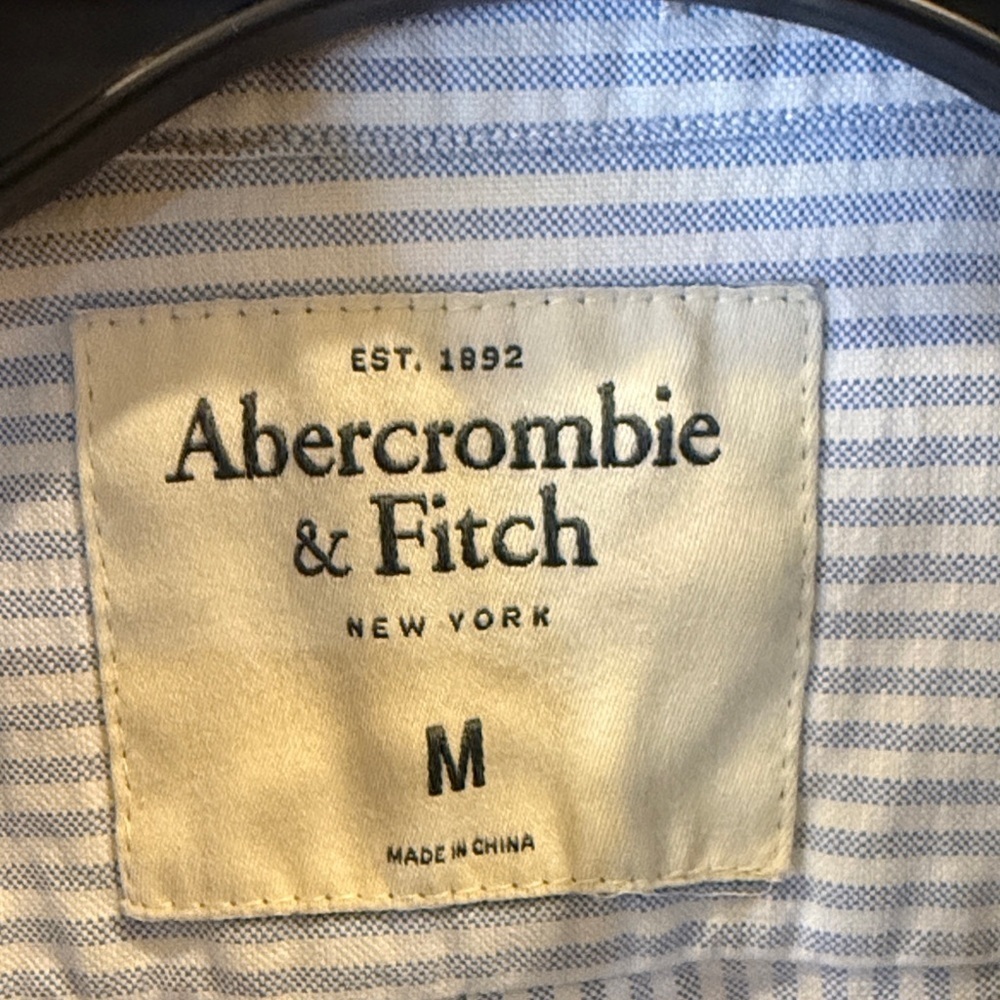 EST. 1892
Abercrombie
& Fitch
NEW YORK
M
MADE IN CHINA